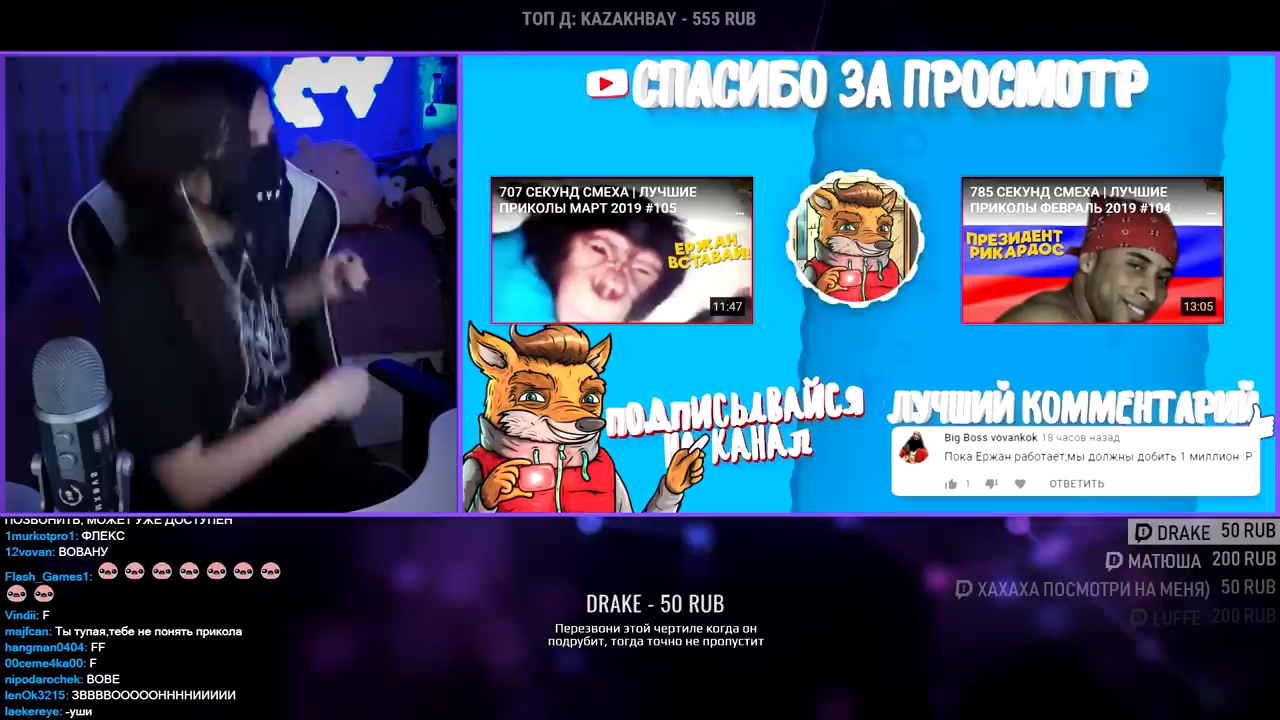 ТОП Д: KAZAKHBAY - 555 RUB
СПАСИБО ЗА ПРОСМОТР
707 СЕКУНД СМЕХА | ЛУЧШИЕ
ПРИКОЛЫ МАРТ 2019 #105
...
ЕРЖАН
ВСТАВАЙ!
11:47
785 СЕКУНД СМЕХА | ЛУЧШИЕ
ПРИКОЛЫ ФЕВРАЛЬ 2019 #104
...
ПРЕЗИДЕНТ
РИКАРДОС
13:05
ПОДПИСЫВАЙСЯ
НА КАНАЛ
ЛУЧШИЙ КОММЕНТАРИЙ
Big Boss vovankok 18 часов назад
Пока Ержан работает,мы должны добить 1 миллион :P
1 ОТВЕТИТЬ
ПОЗВОНИТЬ, МОЖЕТ УЖЕ ДОСТУПЕН
1murkotpro1: ФЛЕКС
12vovan: ВОВАНУ
Flash_Games1:
Vindii: F
majfcan: Ты тупая,тебе не понять прикола
hangman0404: FF
00ceme4ka00: F
nipodarochek: ВОВЕ
lenOk3215: ЗВВВВОООООННННИИИИ
laekereye: -уши
DRAKE - 50 RUB
Перезвони этой чертиле когда он
подрубит, тогда точно не пропустит
DRAKE 50 RUB
МАТЮША 200 RUB
ХАХАХА ПОСМОТРИ НА МЕНЯ) 50 RUB
LUFFE 200 RUB